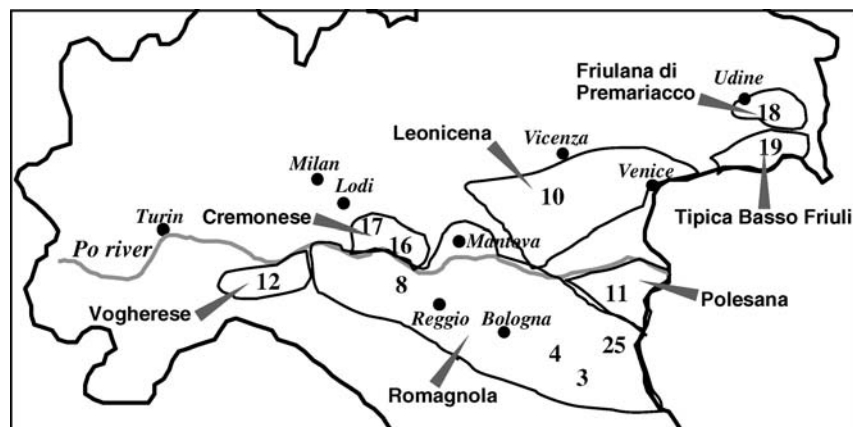 Friulana di
Premariacco
Udine
18
Leonicena
Vicenza
19
Milan
Lodi
Venice
10
Tipica Basso Friuli
Cremonese
17
Turin
16
Mantova
Po river
12
8
11
Polesana
Vogherese
Reggio
Bologna
25
4
3
Romagnola